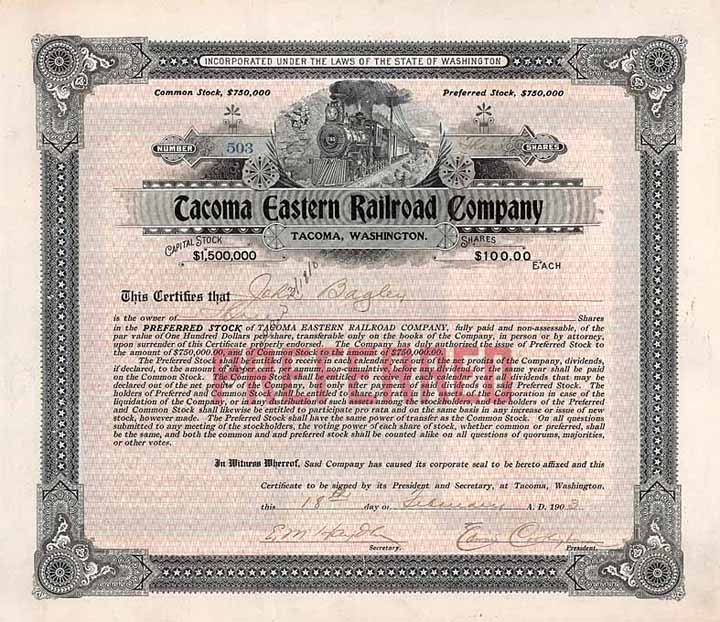 INCORPORATED UNDER THE LAWS OF THE STATE OF WASHINGTON
Common Stock, $750,000 Preferred Stock, $750,000
NUMBER 503 SHARES
Tacoma Eastern Railroad Company
TACOMA, WASHINGTON.
CAPITAL STOCK $1,500,000 SHARES $100.00 EACH
This Certifies that John Bagley
is the owner of Shares
in the PREFERRED STOCK of TACOMA EASTERN RAILROAD COMPANY, fully paid and non-assessable, of the
par value of One Hundred Dollars per share, transferable only on the books of the Company, in person or by attorney,
upon surrender of this Certificate properly endorsed. The Company has duly authorised the issue of Preferred Stock to
the amount of $750,000.00, and Common Stock to the amount of $750,000.00.
The Preferred Stock shall be entitled to receive in each calendar year out of the net profits of the Company, dividends,
if declared, to the amount of per annum, non-cumulative, before any dividends for the same year shall be paid
on the Common Stock. The Common Stock shall be entitled to receive in each calendar year all dividends that may be
declared out of the net profits of the Company, but only after payment of dividends on Preferred Stock. The
holders of Preferred and Common Stock shall be entitled to the Corporation in case of the
liquidation of the Company, or in any distribution of such assets among the stockholders, and the holders of the Preferred
and Common Stock shall likewise be entitled to participate pro rata and on the same basis in any increase or issue of new
stock, however made. The Preferred Stock shall have the same power of transfer as the Common Stock. On all questions
submitted to any meeting of the stockholders, the voting power of each share of stock, whether common or preferred, shall
be the same, and both the common and and preferred stock shall be counted alike on all questions of quorums, majorities,
or other votes.
PREFERRED
In Witness Whereof, Said Company has caused its corporate seal to be hereto affixed and this
Certificate to be signed by its President and Secretary, at Tacoma, Washington.
this 18th day of February A. D. 1903
Secretary. President.